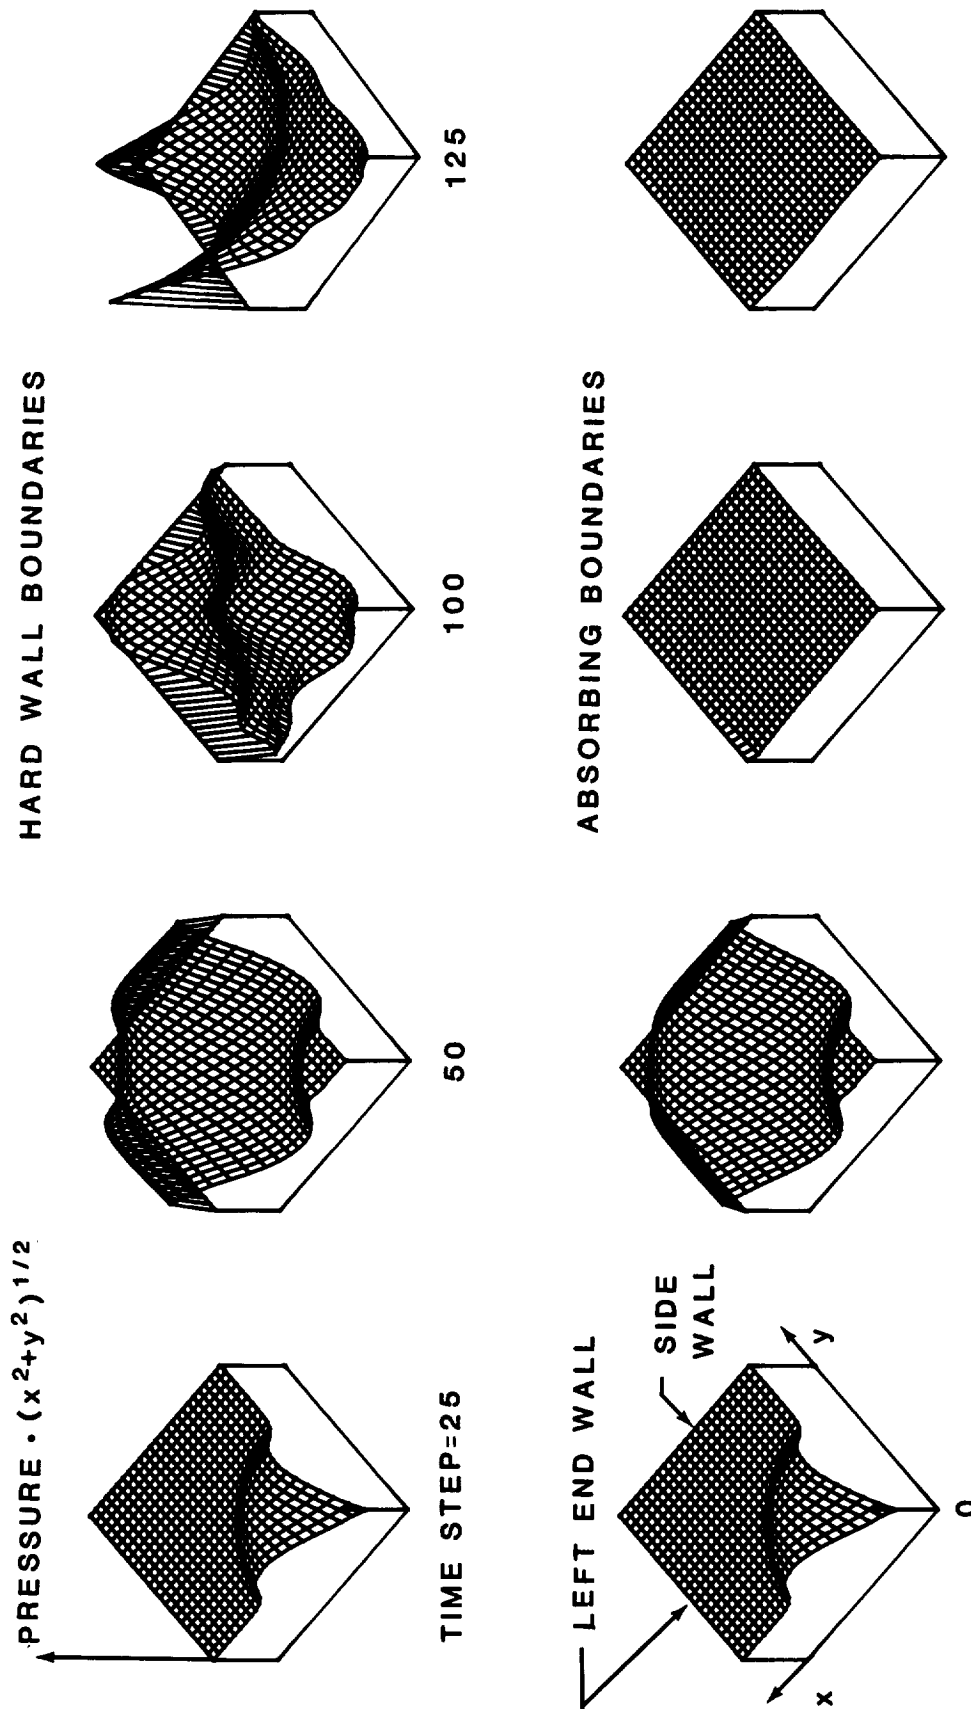 HARD WALL BOUNDARIES
PRESSURE • (x²+y²)¹/²
TIME STEP=25
50
100
125
ABSORBING BOUNDARIES
LEFT END WALL
SIDE
WALL
x
y
0